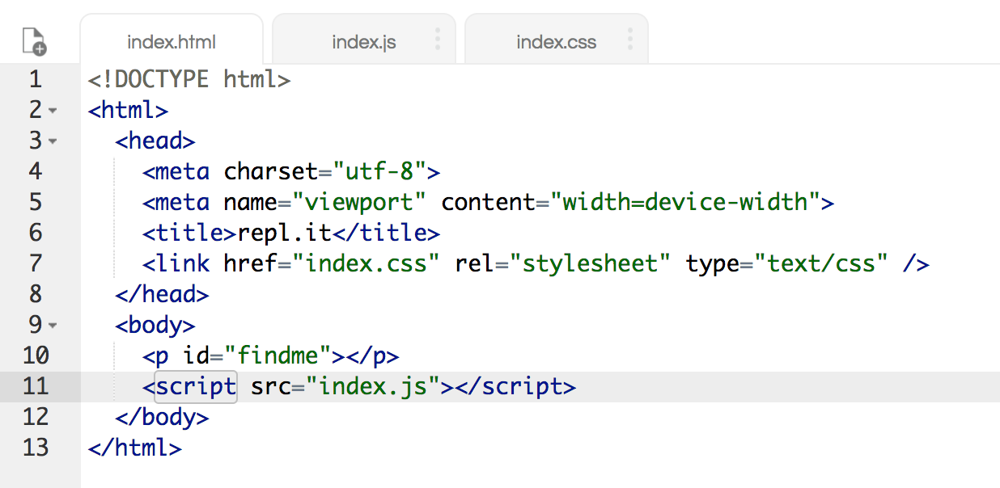 index.html index.js index.css
1 <!DOCTYPE html>
2 <html>
3   <head>
4     <meta charset="utf-8">
5     <meta name="viewport" content="width=device-width">
6     <title>repl.it</title>
7     <link href="index.css" rel="stylesheet" type="text/css" />
8   </head>
9   <body>
10     <p id="findme"></p>
11     <script src="index.js"></script>
12   </body>
13 </html>